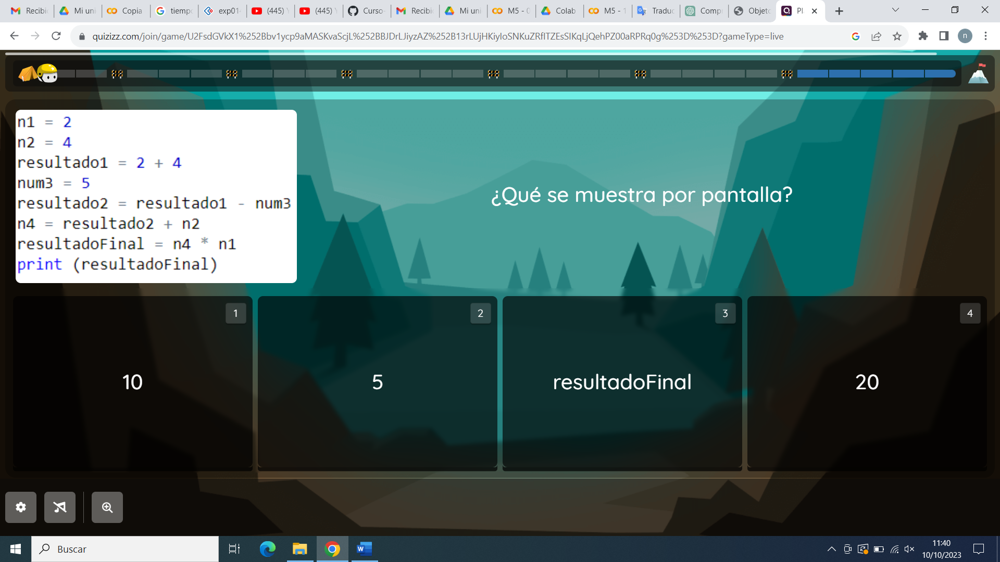 Recibi
Mi uni
Copia
tiempo
exp01
(445) Y
(445) Y
Curso-
Recibi
Mi uni
M5 - 0
Colab
M5 - 1
Traduc
Compr
Objeto
Pl
quizizz.com/join/game/U2FsdGVkX1%252Bbv1ycp9aMASKvaScjL%252BBJDrLJiyzAZ%252B13rLUjHKiyloSNKuZRflTZEsSIKqLjQehPZ00aRPRq0g%253D%253D?gameType=live
n
n1 = 2
n2 = 4
resultado1 = 2 + 4
num3 = 5
resultado2 = resultado1 - num3
n4 = resultado2 + n2
resultadoFinal = n4 * n1
print (resultadoFinal)
¿Qué se muestra por pantalla?
1
10
2
5
3
resultadoFinal
4
20
Buscar
11:40
10/10/2023